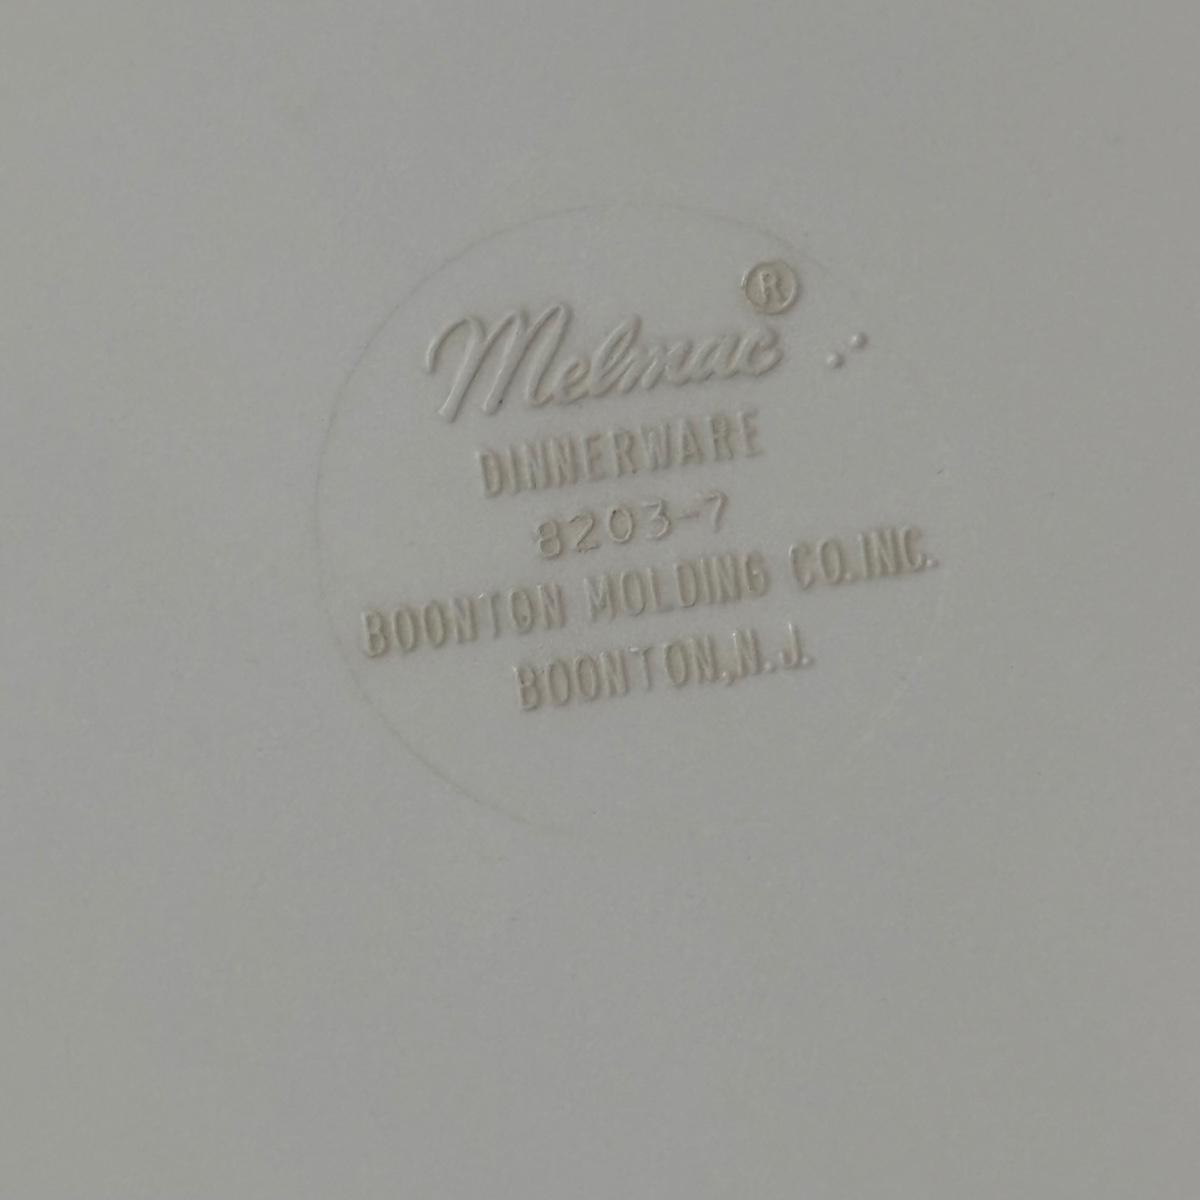 Melmac®
DINNERWARE
8203-7
BOONTON MOLDING CO. INC.
BOONTON, N. J.